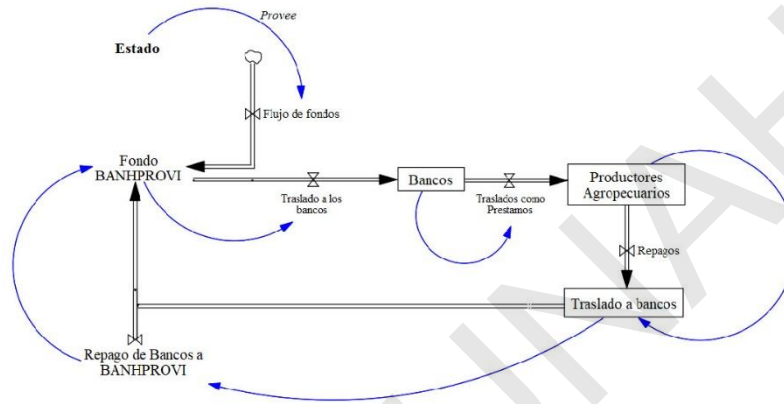 Provee
Estado
Flujo de fondos
Fondo
BANHPROVI
Traslado a los
bancos
Bancos
Traslados como
Prestamos
Productores
Agropecuarios
Repagos
Traslado a bancos
Repago de Bancos a
BANHPROVI